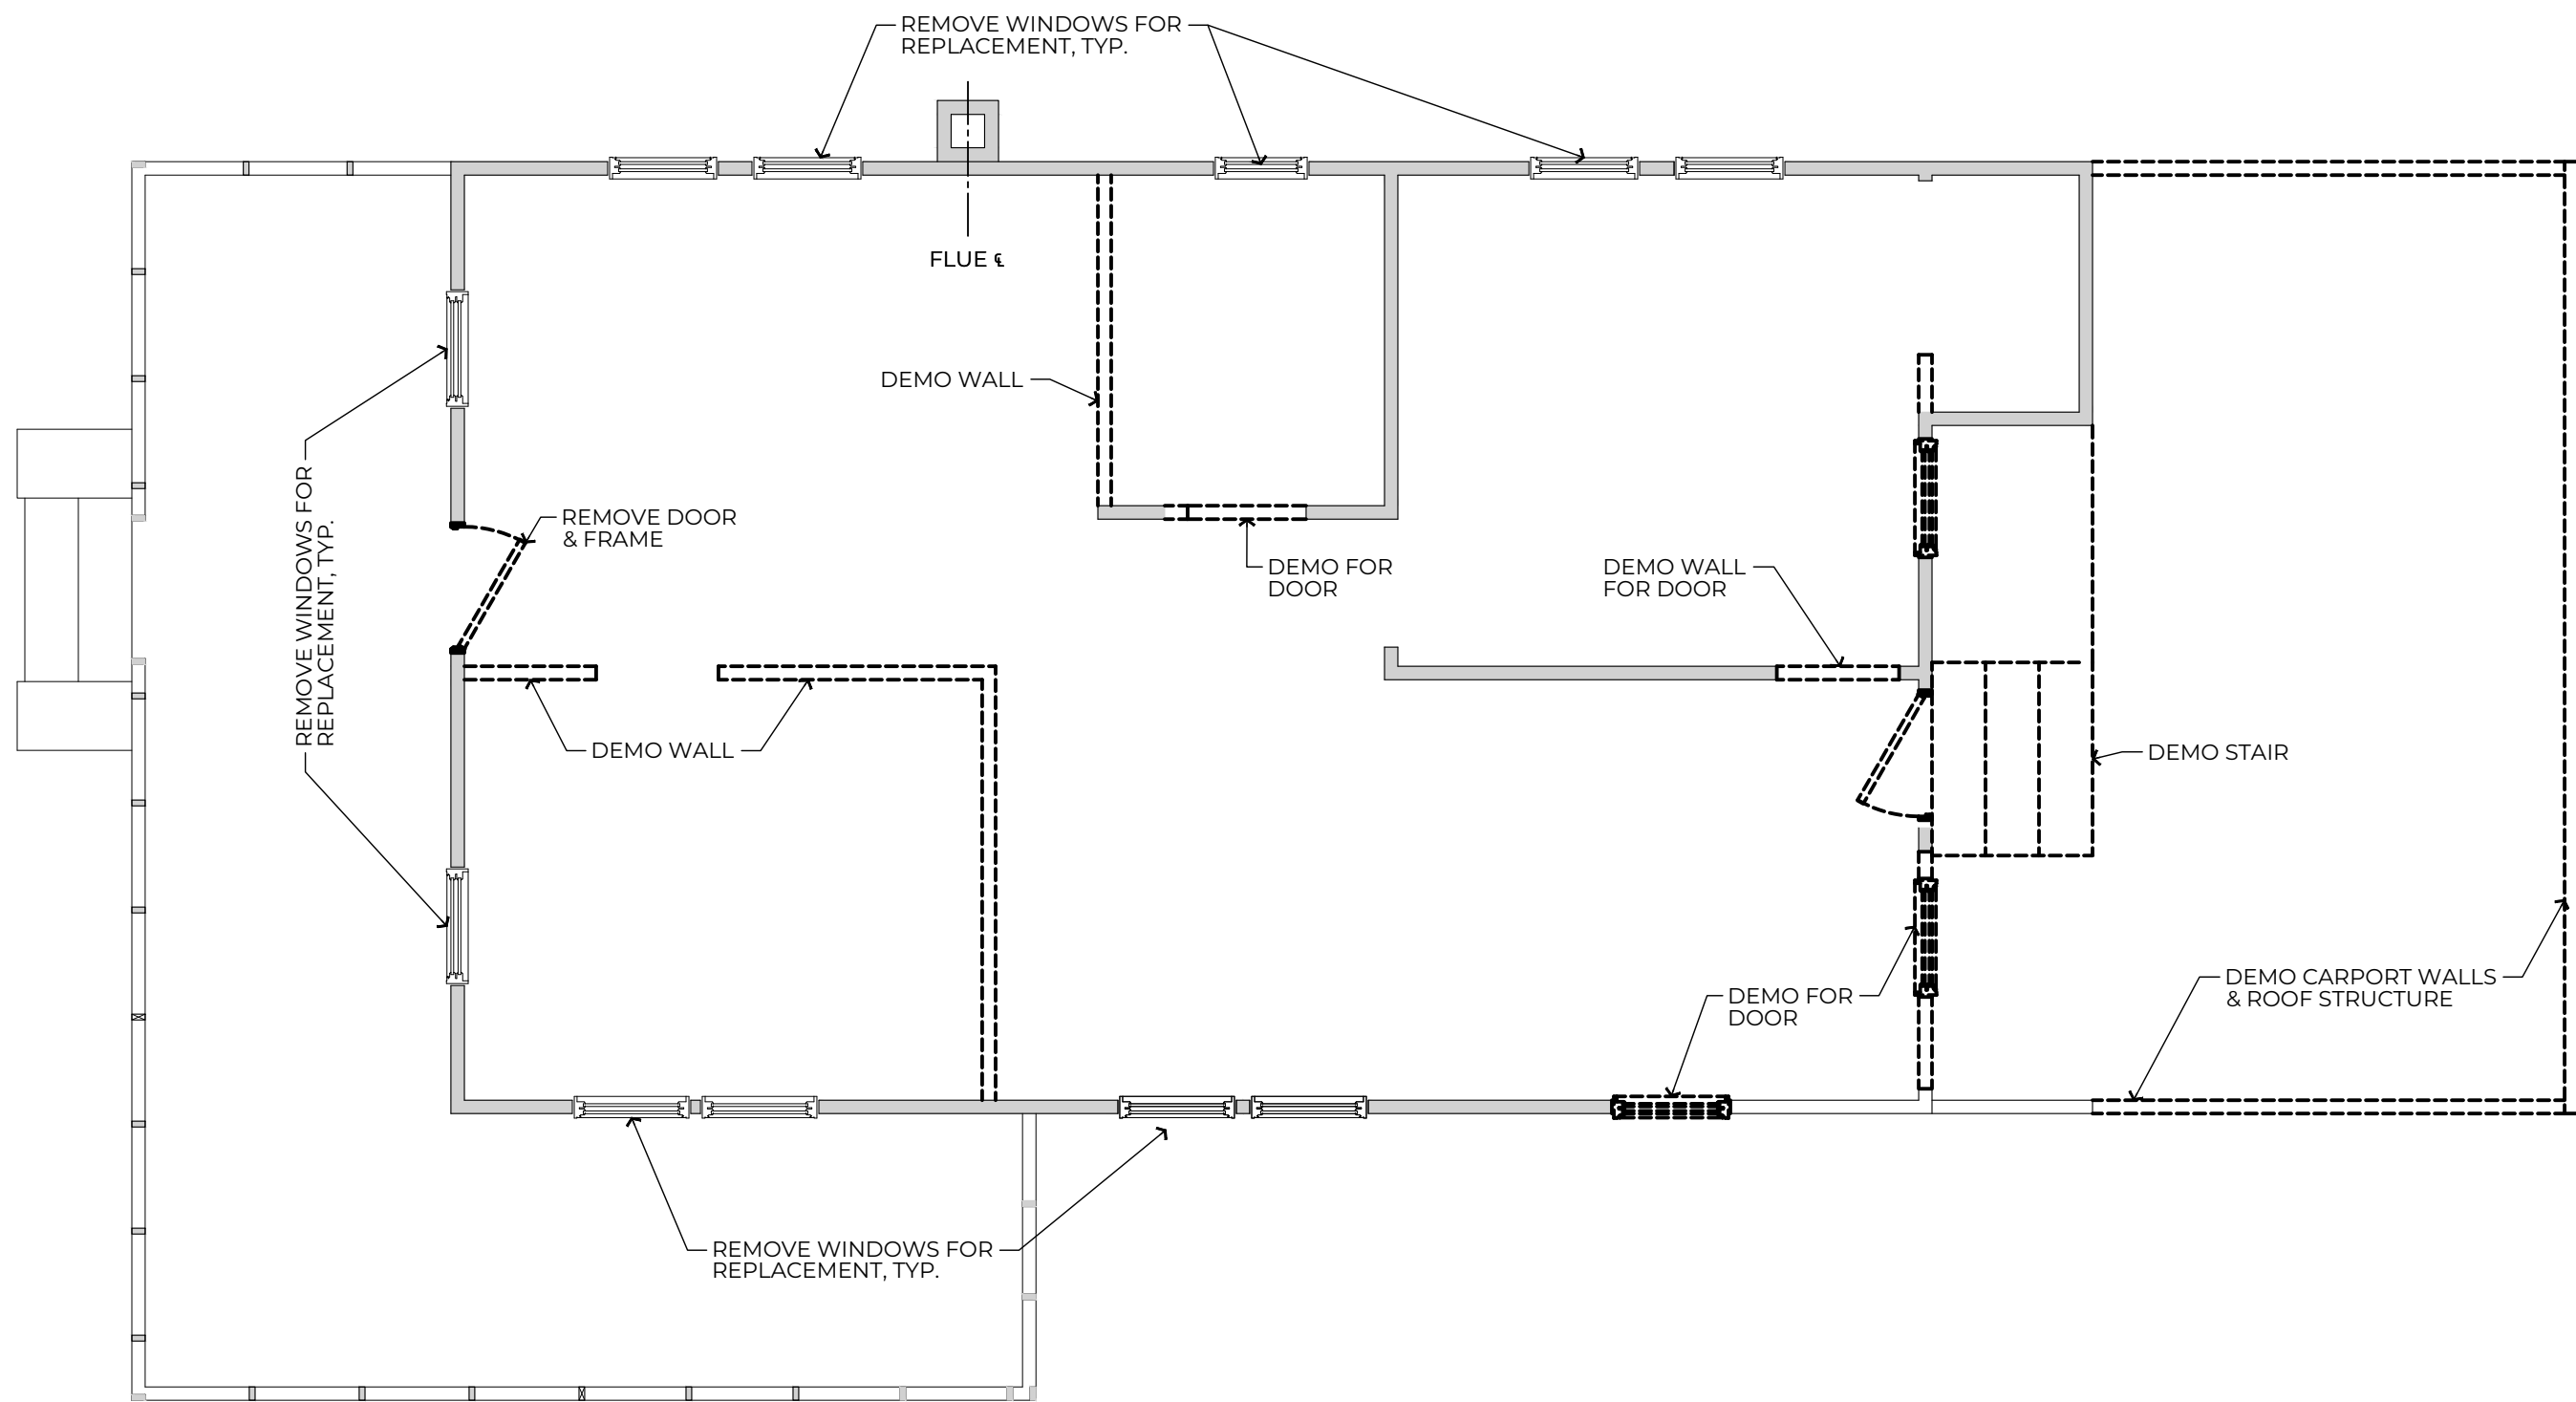 REMOVE WINDOWS FOR
REPLACEMENT, TYP.
FLUE ℄
DEMO WALL
REMOVE WINDOWS FOR
REPLACEMENT, TYP.
REMOVE DOOR
& FRAME
DEMO FOR
DOOR
DEMO WALL
FOR DOOR
DEMO WALL
DEMO STAIR
DEMO FOR
DOOR
DEMO CARPORT WALLS
& ROOF STRUCTURE
REMOVE WINDOWS FOR
REPLACEMENT, TYP.